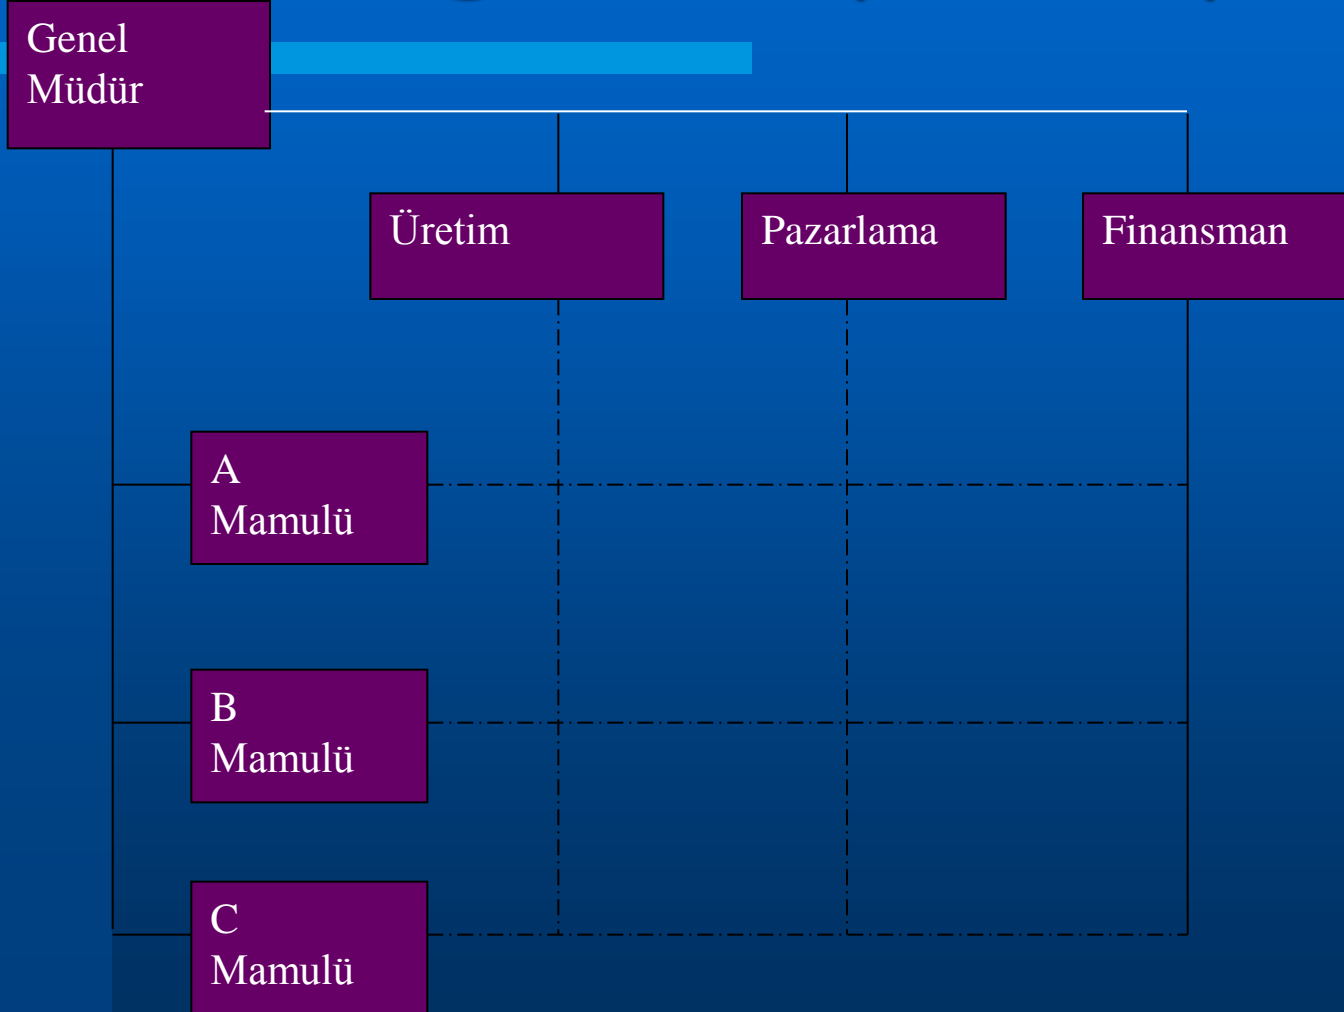 Genel
Müdür
Üretim
Pazarlama
Finansman
A
Mamulü
B
Mamulü
C
Mamulü